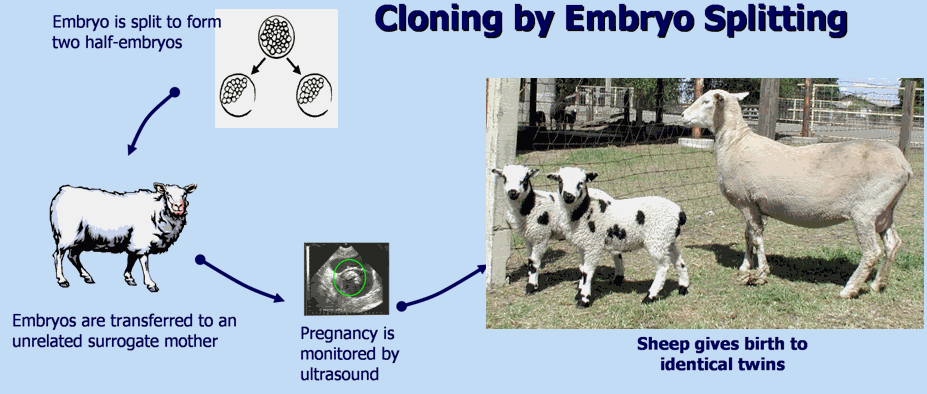 Cloning by Embryo Splitting
Embryo is split to form
two half-embryos
Embryos are transferred to an
unrelated surrogate mother
Pregnancy is
monitored by
ultrasound
Sheep gives birth to
identical twins